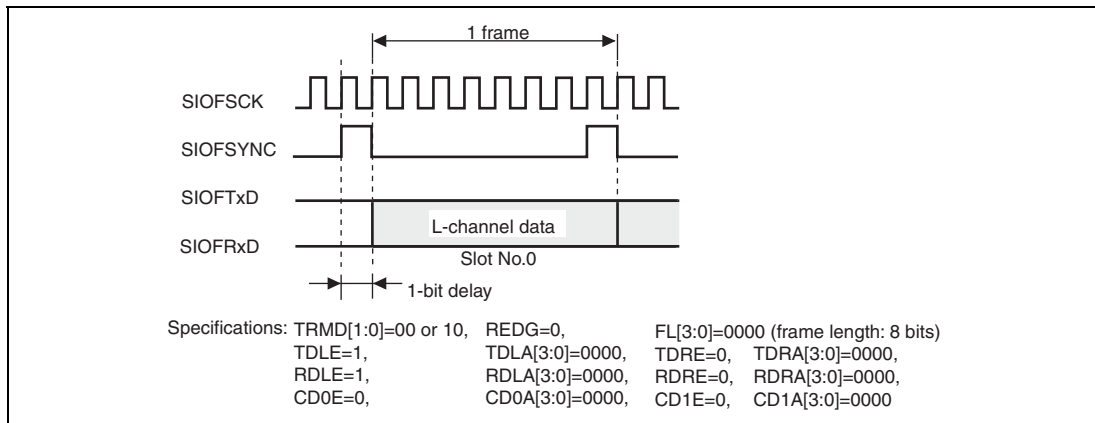 1 frame
SIOFSCK
SIOFSYNC
SIOFTxD
L-channel data
SIOFRxD
Slot No.0
1-bit delay
Specifications: TRMD[1:0]=00 or 10, REDG=0, FL[3:0]=0000 (frame length: 8 bits)
TDLE=1, TDLA[3:0]=0000, TDRE=0, TDRA[3:0]=0000,
RDLE=1, RDLA[3:0]=0000, RDRE=0, RDRA[3:0]=0000,
CD0E=0, CD0A[3:0]=0000, CD1E=0, CD1A[3:0]=0000